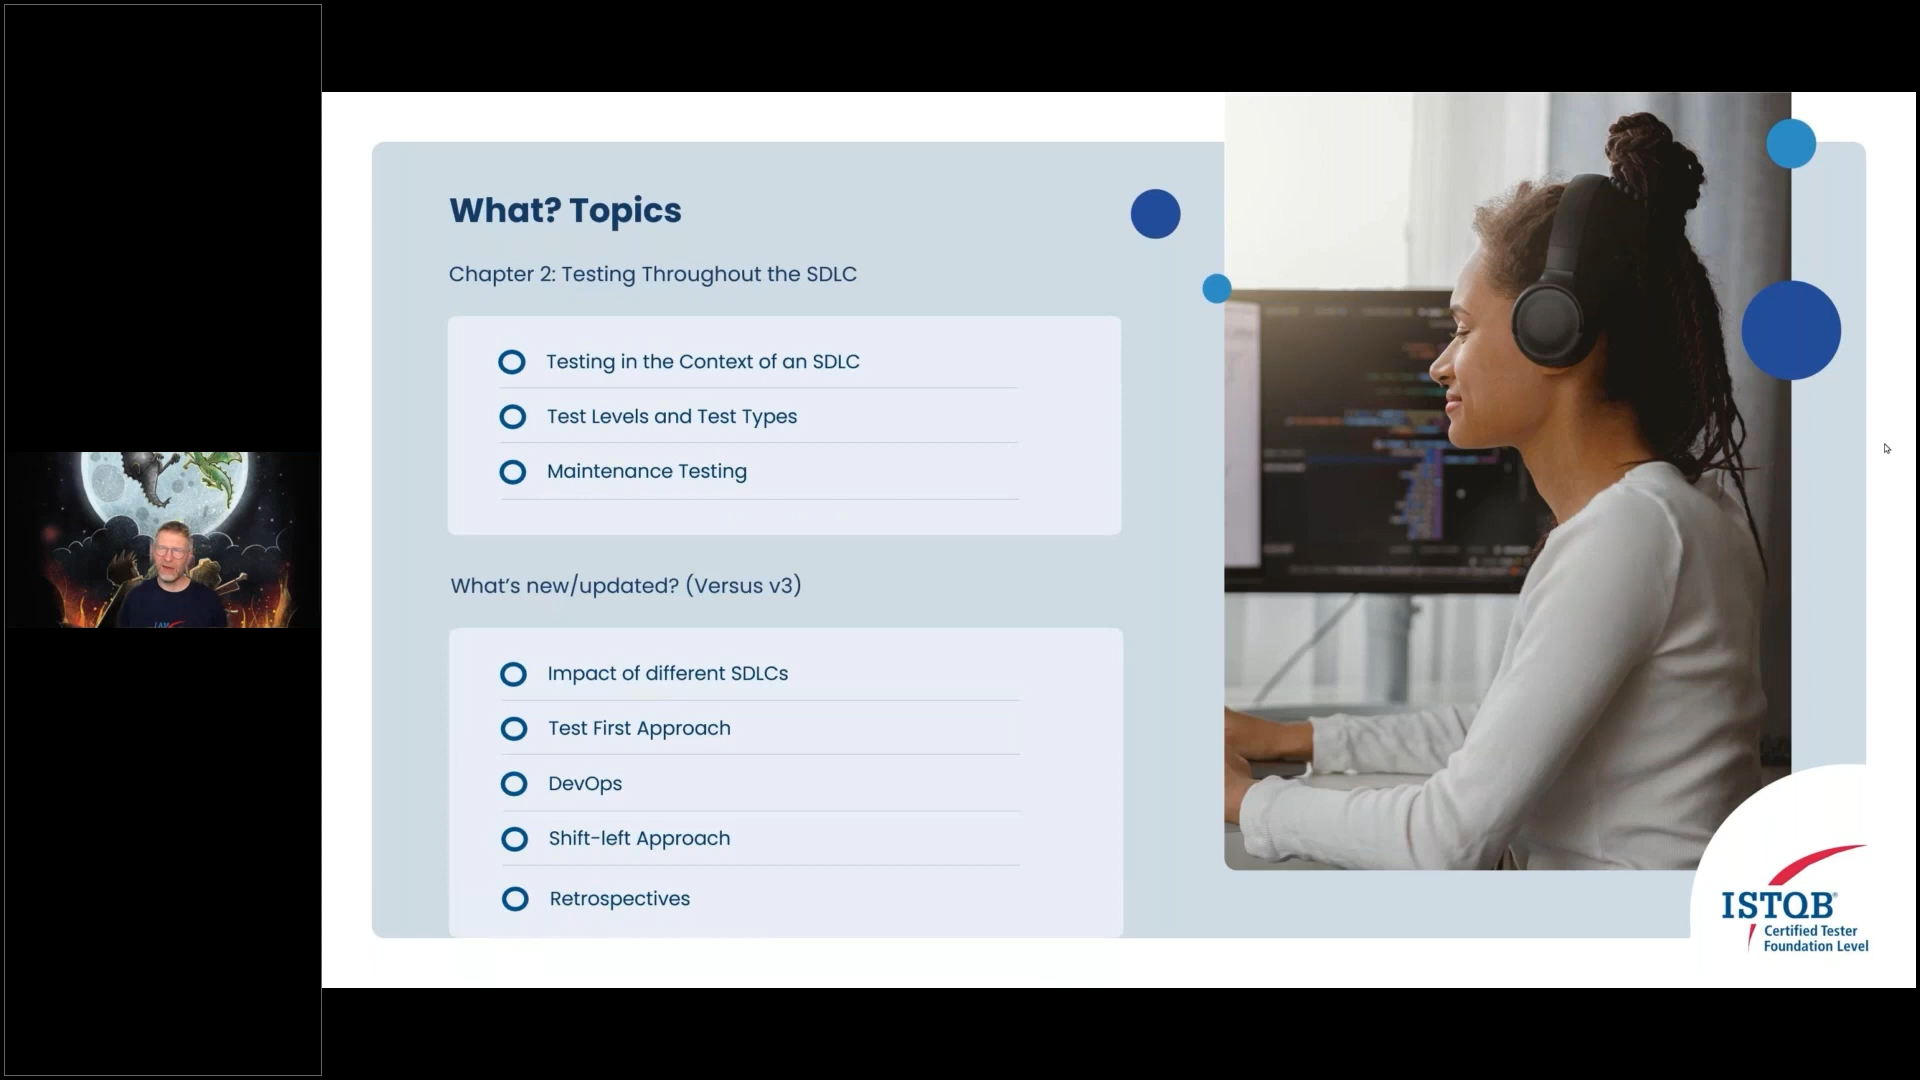 What? Topics
Chapter 2: Testing Throughout the SDLC
Testing in the Context of an SDLC
Test Levels and Test Types
Maintenance Testing
What's new/updated? (Versus v3)
Impact of different SDLCs
Test First Approach
DevOps
Shift-left Approach
Retrospectives
ISTQB®
Certified Tester
Foundation Level